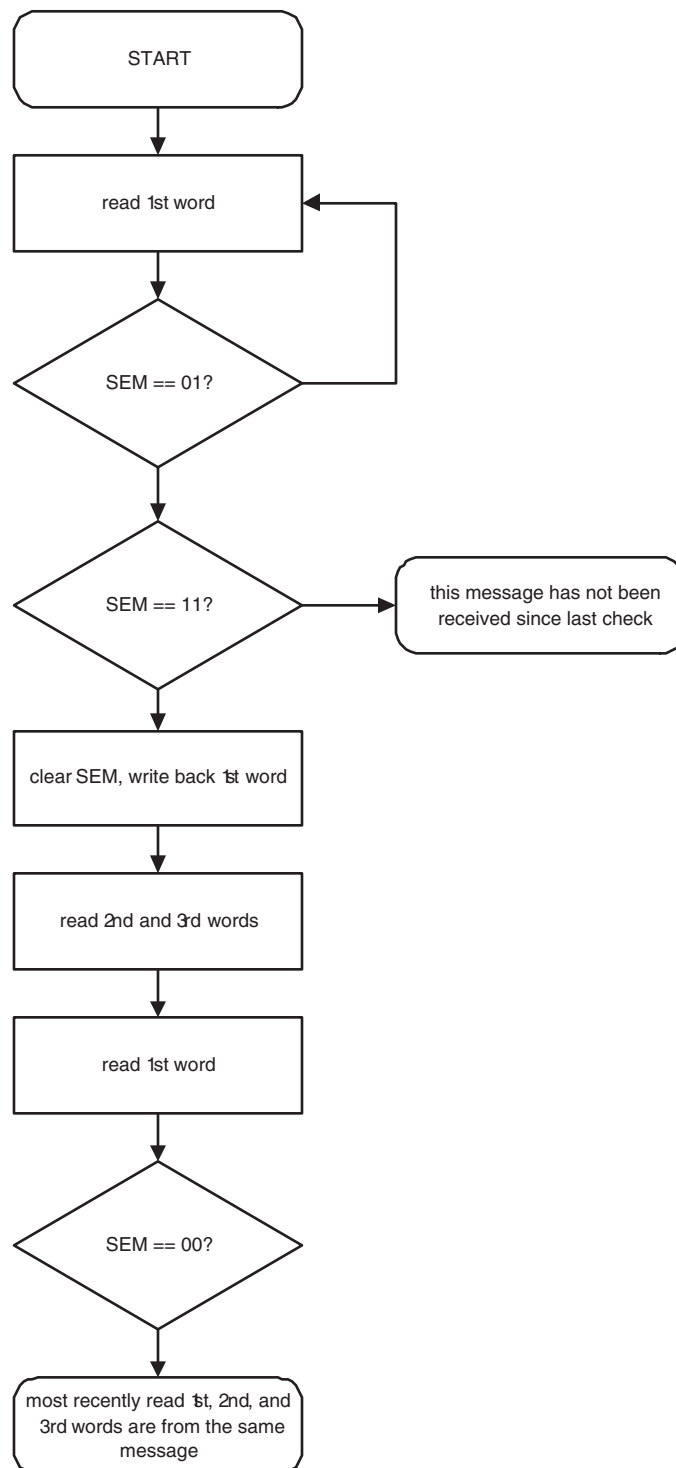 START
read 1st word
SEM == 01?
SEM == 11?
this message has not been
received since last check
clear SEM, write back 1st word
read 2nd and 3rd words
read 1st word
SEM == 00?
most recently read 1st, 2nd, and
3rd words are from the same
message